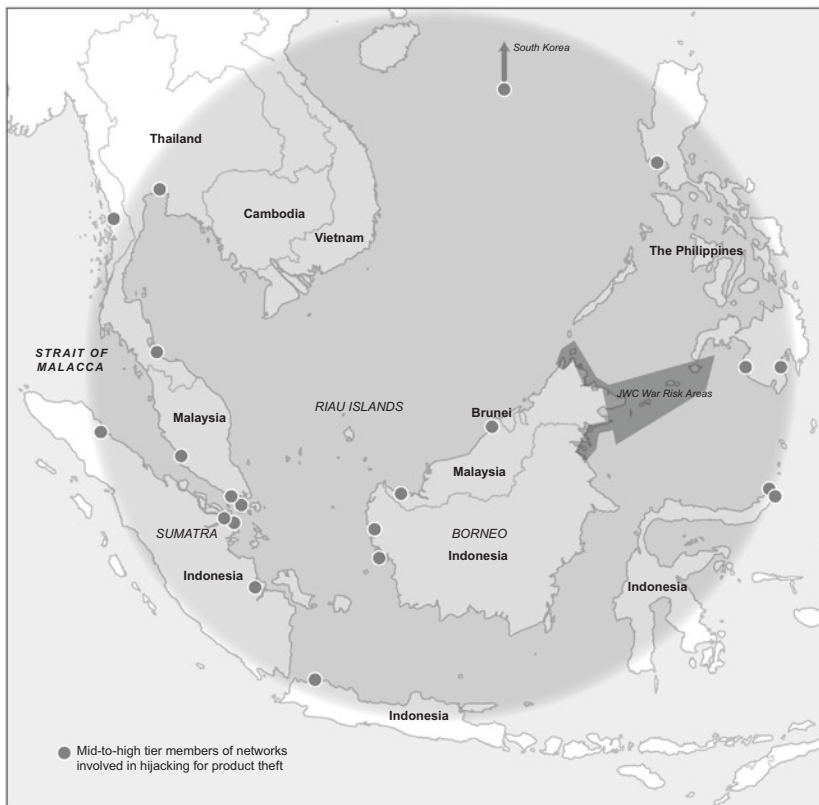 South Korea
Thailand
Cambodia
Vietnam
The Philippines
STRAIT OF
MALACCA
JWC War Risk Areas
RIAU ISLANDS
Brunei
Malaysia
Malaysia
SUMATRA
BORNEO
Indonesia
Indonesia
Indonesia
Indonesia
Mid-to-high tier members of networks
involved in hijacking for product theft